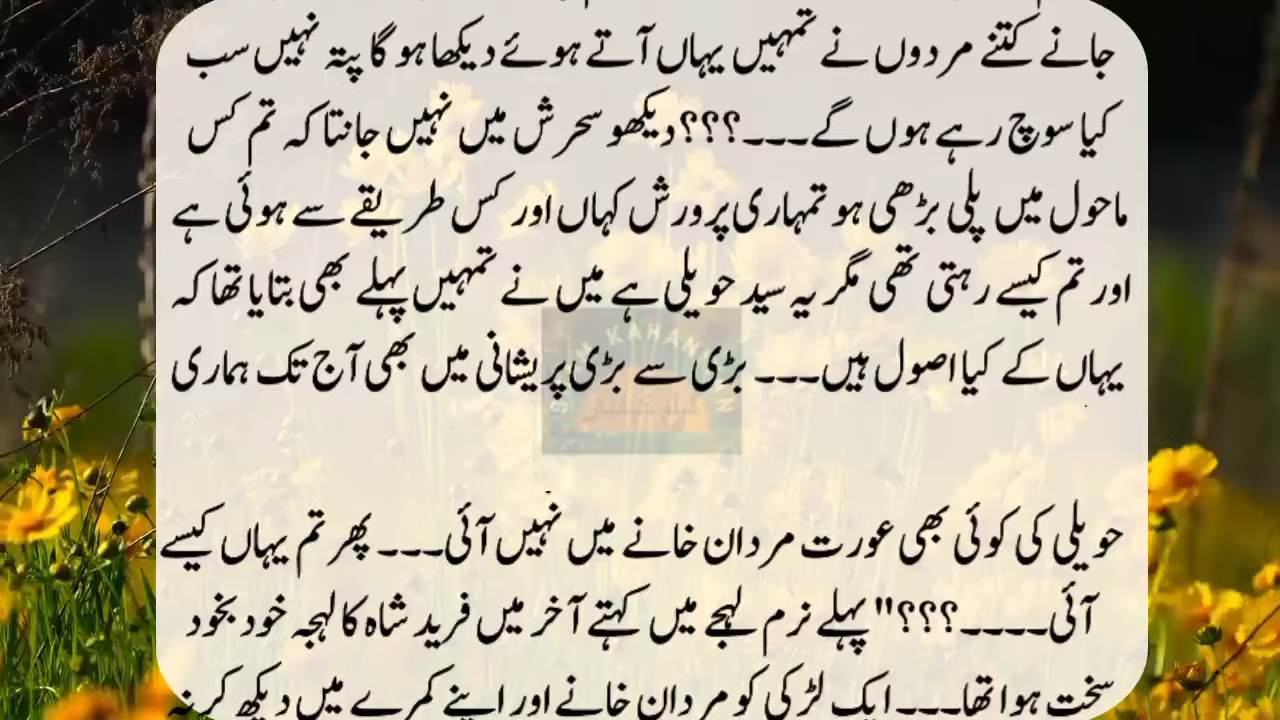 جانے کتنے مردوں نے تمہیں یہاں آتے ہوئے دیکھا ہو گا پتہ نہیں سب
کیا سوچ رہے ہوں گے۔۔۔؟؟؟دیکھو سحرش میں نہیں جانتا کہ تم کس
ماحول میں پلی بڑھی ہو تمہاری پرورش کہاں اور کس طریقے سے ہوئی ہے
اور تم کیسے رہتی تھی مگر یہ سید حویلی ہے میں نے تمہیں پہلے بھی بتایا تھا کہ
یہاں کے کیا اصول ہیں۔۔۔ بڑی سے بڑی پریشانی میں بھی آج تک ہماری
حویلی کی کوئی بھی عورت مردان خانے میں نہیں آئی۔۔۔ پھر تم یہاں کیسے
آئی۔۔۔۔؟؟؟" پہلے نرم لہجے میں کہتے آخر میں فرید شاہ کا لہجہ خود بخود
سخت ہوا تھا۔۔۔ ایک لڑکی کو مردان خانے اور اپنے کمرے میں دیکھ کر نہ